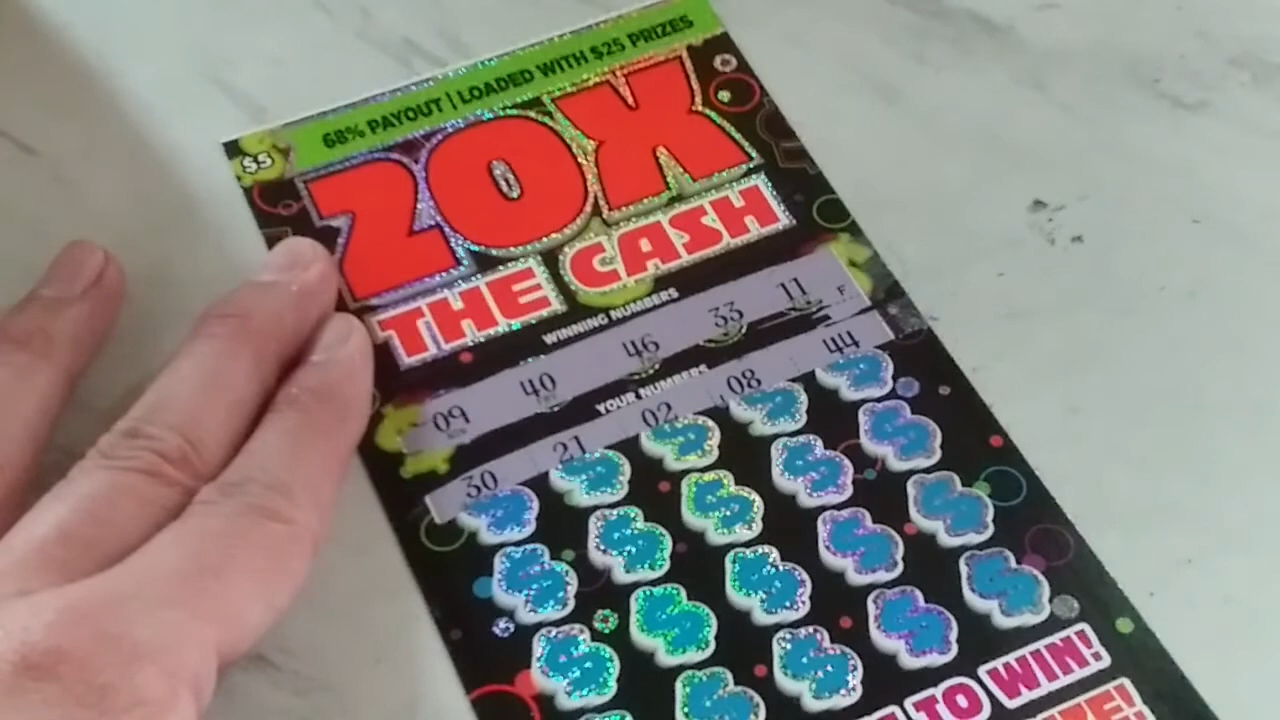 68% PAYOUT | LOADED WITH $25 PRIZES
$5
20X
THE CASH
WINNING NUMBERS
09 40 46 33 11 F
YOUR NUMBERS
30 21 02 08 44
TO WIN!